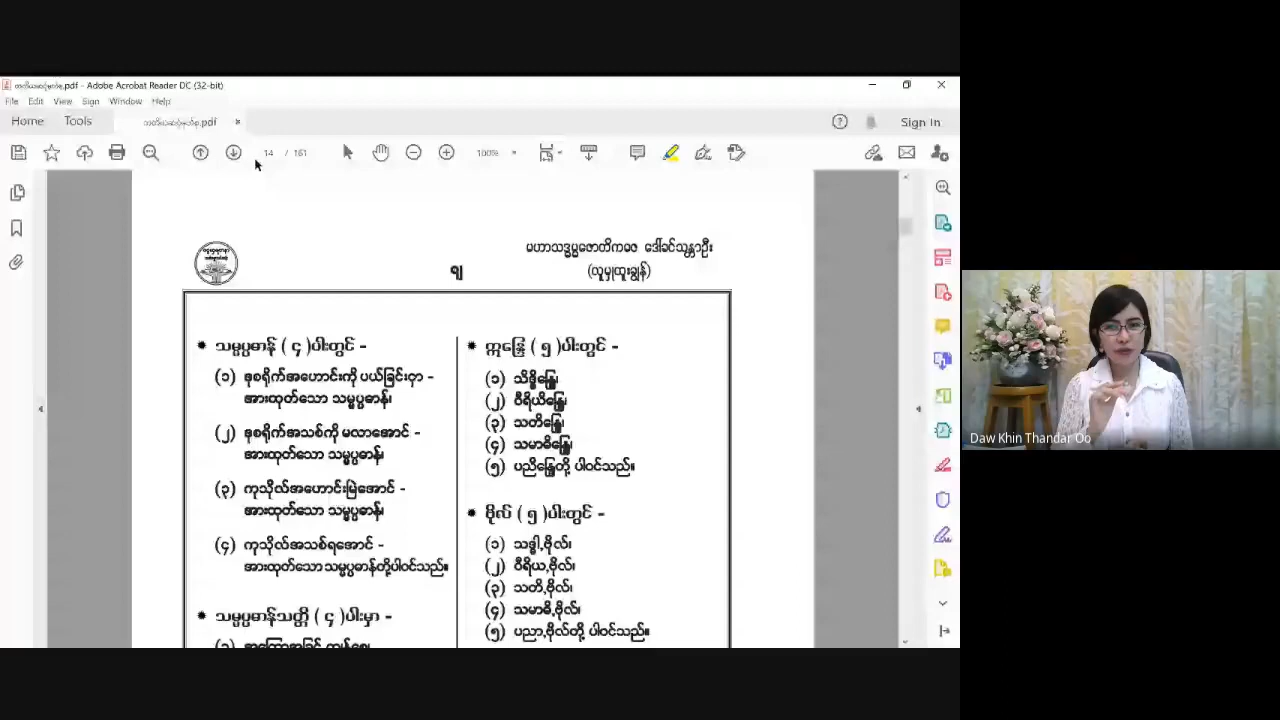 .pdf - Adobe Acrobat Reader DC (32-bit)
File Edit View Sign Window Help
Home Tools .pdf × Sign In
14 / 161 100%
မဟာသဒ္ဓမ္မဇောတိကဓဇ ဒေါ်ခင်သန္တာဦး
ရျ (လူမှုထူးချွန်)
* သမ္မပ္ပဓာန် ( ၄ )ပါးတွင် -
(၁) ဒုစရိုက်အဟောင်းကို ပယ်ခြင်းငှာ -
အားထုတ်သော သမ္မပ္ပဓာန်၊
(၂) ဒုစရိုက်အသစ်ကို မလာအောင် -
အားထုတ်သော သမ္မပ္ပဓာန်၊
(၃) ကုသိုလ်အဟောင်းမြဲအောင် -
အားထုတ်သော သမ္မပ္ပဓာန်၊
(၄) ကုသိုလ်အသစ်ရအောင် -
အားထုတ်သော သမ္မပ္ပဓာန်တို့ပါဝင်သည်။
* သမ္မပ္ပဓာန်သတ္တိ ( ၄ )ပါးမှာ -
* ဣန္ဒြေ ( ၅ )ပါးတွင် -
(၁) သဒ္ဓိန္ဒြေ၊
(၂) ဝီရိယိန္ဒြေ၊
(၃) သတိန္ဒြေ၊
(၄) သမာဓိန္ဒြေ၊
(၅) ပညိန္ဒြေတို့ ပါဝင်သည်။
* ဗိုလ် ( ၅ )ပါးတွင် -
(၁) သဒ္ဓါ,ဗိုလ်၊
(၂) ဝီရိယ,ဗိုလ်၊
(၃) သတိ,ဗိုလ်၊
(၄) သမာဓိ,ဗိုလ်၊
(၅) ပညာ,ဗိုလ်တို့ ပါဝင်သည်။
Daw Khin Thandar Oo